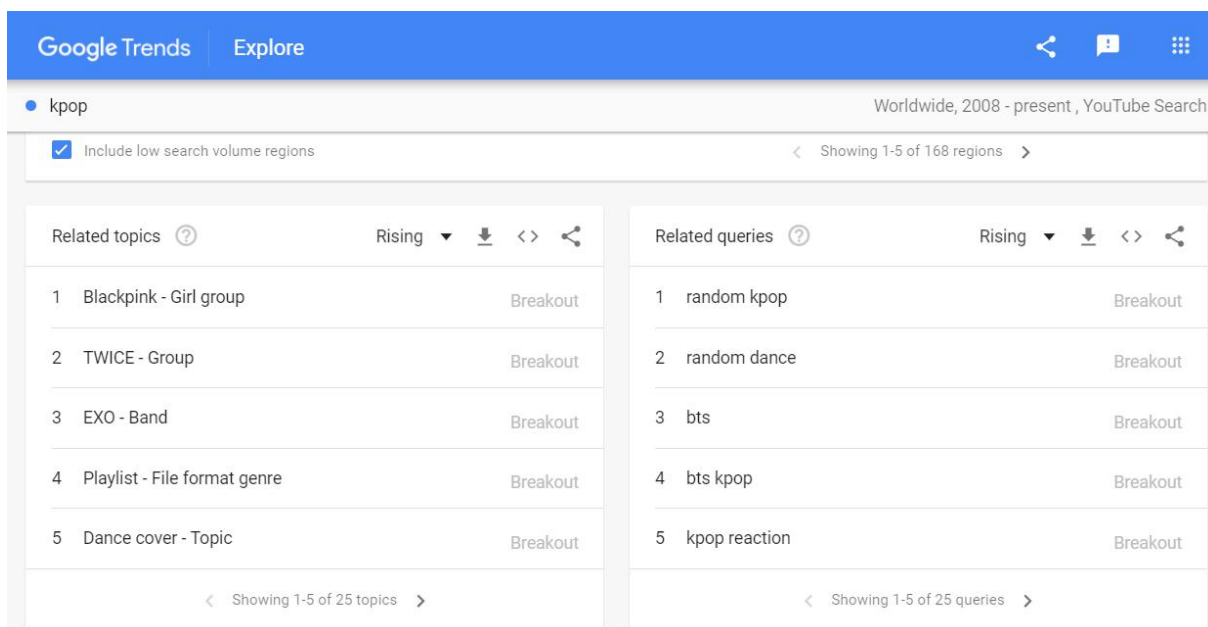 Google Trends Explore
kpop Worldwide, 2008 - present , YouTube Search
Include low search volume regions Showing 1-5 of 168 regions
Related topics Rising
1 Blackpink - Girl group Breakout
2 TWICE - Group Breakout
3 EXO - Band Breakout
4 Playlist - File format genre Breakout
5 Dance cover - Topic Breakout
Showing 1-5 of 25 topics
Related queries Rising
1 random kpop Breakout
2 random dance Breakout
3 bts Breakout
4 bts kpop Breakout
5 kpop reaction Breakout
Showing 1-5 of 25 queries